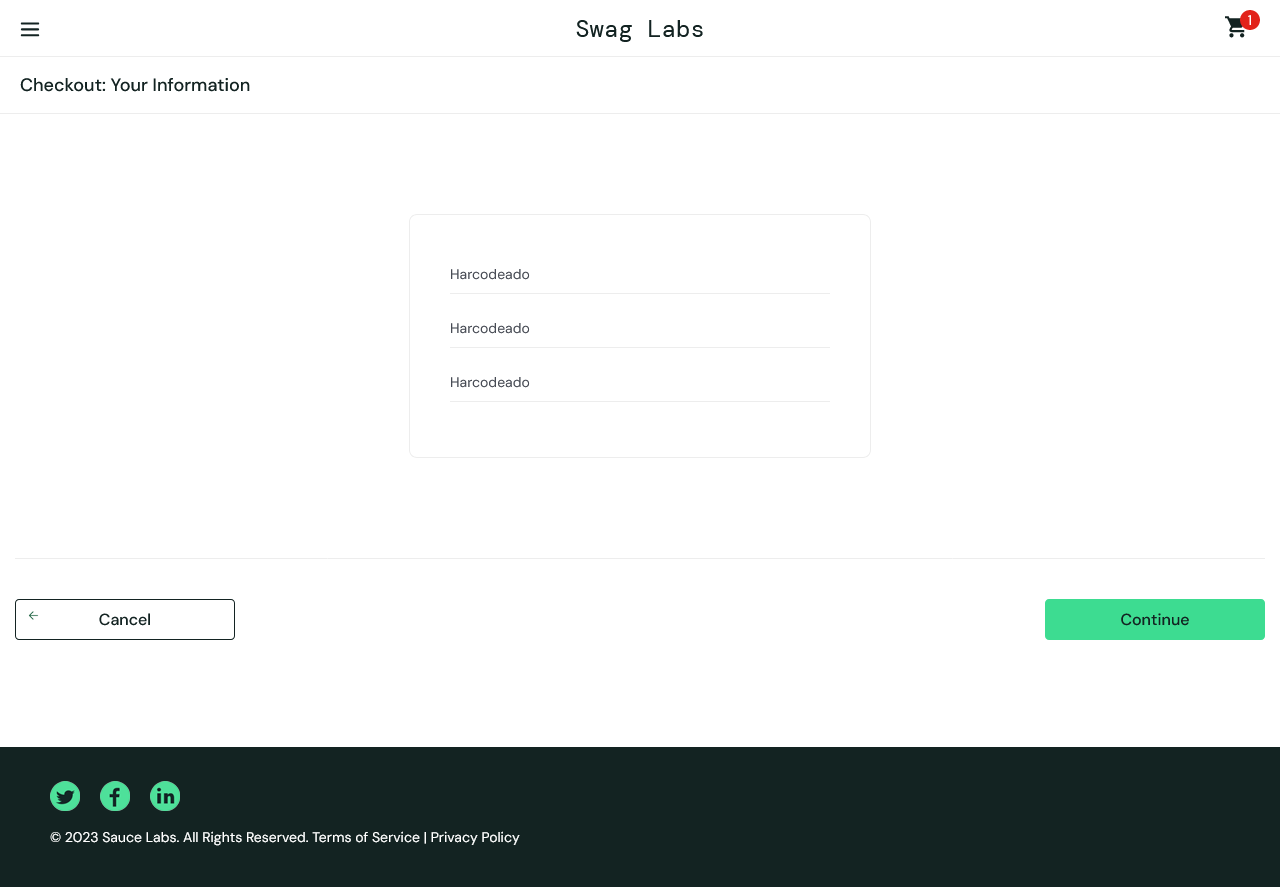 Swag Labs
1
Checkout: Your Information
Harcodeado
Harcodeado
Harcodeado
Cancel
Continue
© 2023 Sauce Labs. All Rights Reserved. Terms of Service | Privacy Policy